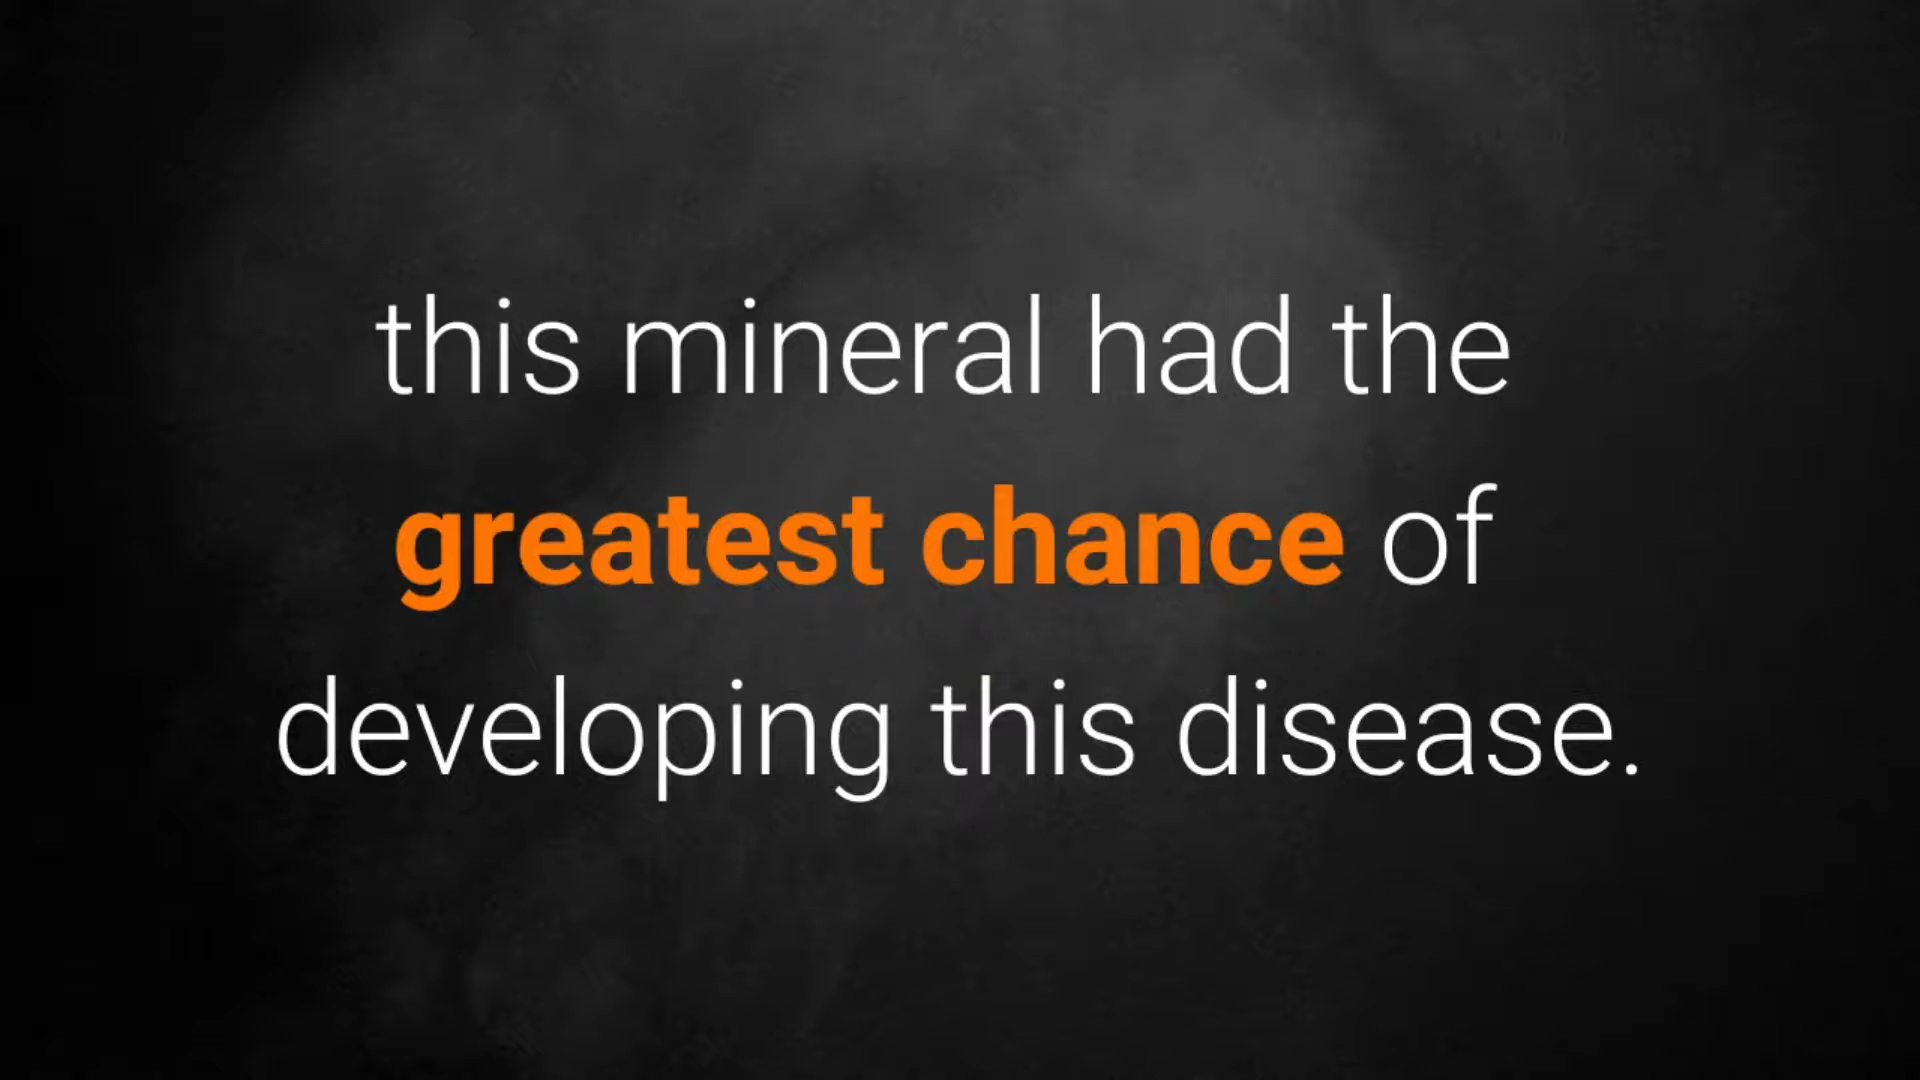 this mineral had the
greatest chance of
developing this disease.